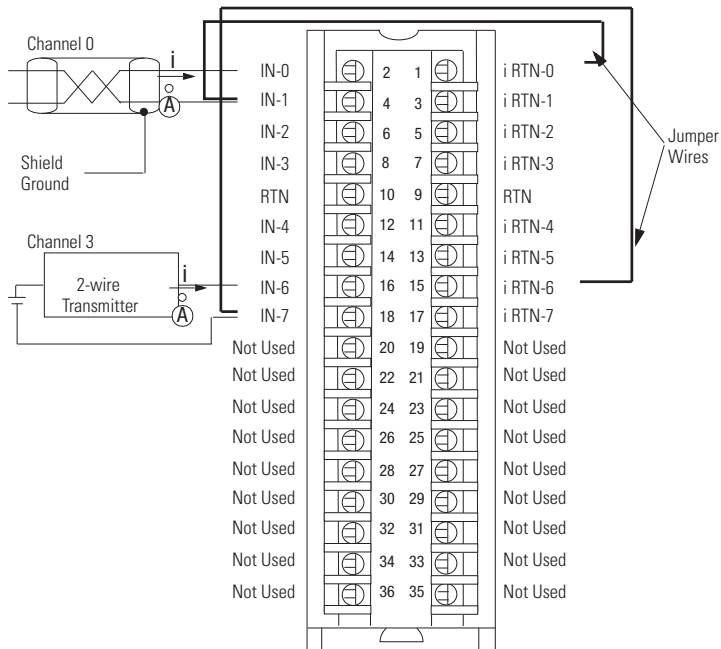 Channel 0
i
A
Shield
Ground
Channel 3
i
2-wire
Transmitter
A
Jumper
Wires
IN-0 2 1 i RTN-0
IN-1 4 3 i RTN-1
IN-2 6 5 i RTN-2
IN-3 8 7 i RTN-3
RTN 10 9 RTN
IN-4 12 11 i RTN-4
IN-5 14 13 i RTN-5
IN-6 16 15 i RTN-6
IN-7 18 17 i RTN-7
Not Used 20 19 Not Used
Not Used 22 21 Not Used
Not Used 24 23 Not Used
Not Used 26 25 Not Used
Not Used 28 27 Not Used
Not Used 30 29 Not Used
Not Used 32 31 Not Used
Not Used 34 33 Not Used
Not Used 36 35 Not Used